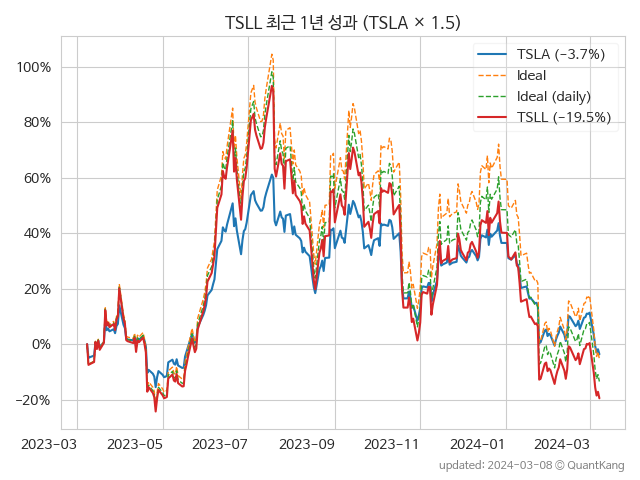 TSLL 최근 1년 성과 (TSLA × 1.5)
TSLA (−3.7%)
Ideal
Ideal (daily)
TSLL (−19.5%)
100%
80%
60%
40%
20%
0%
−20%
2023−03 2023−05 2023−07 2023−09 2023−11 2024−01 2024−03
updated: 2024−03−08 © QuantKang